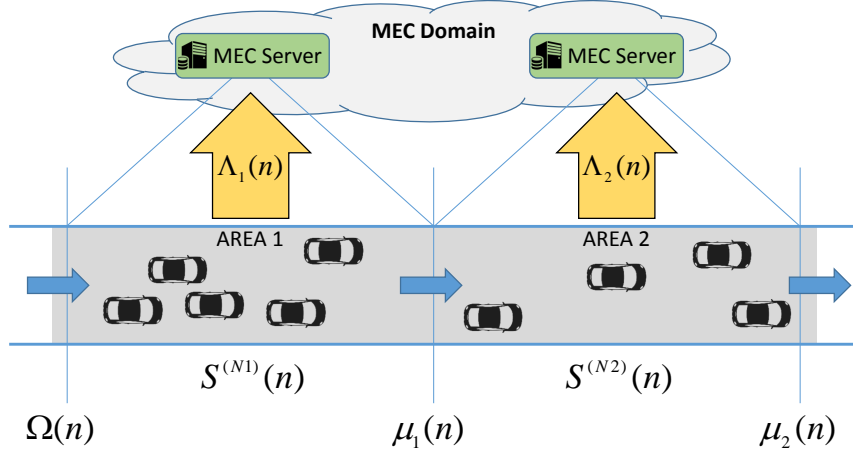 MEC Domain
MEC Server
MEC Server
Λ₁(n)
Λ₂(n)
AREA 1
AREA 2
S^(N1)(n)
S^(N2)(n)
Ω(n)
μ₁(n)
μ₂(n)